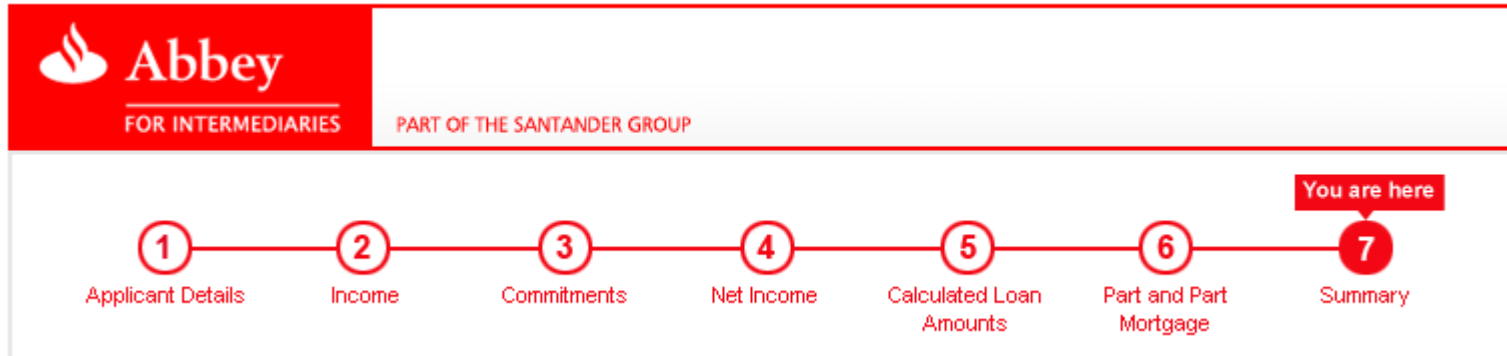 Abbey
FOR INTERMEDIARIES
PART OF THE SANTANDER GROUP
You are here
1 2 3 4 5 6 7
Applicant Details Income Commitments Net Income Calculated Loan Part and Part Summary
Amounts Mortgage